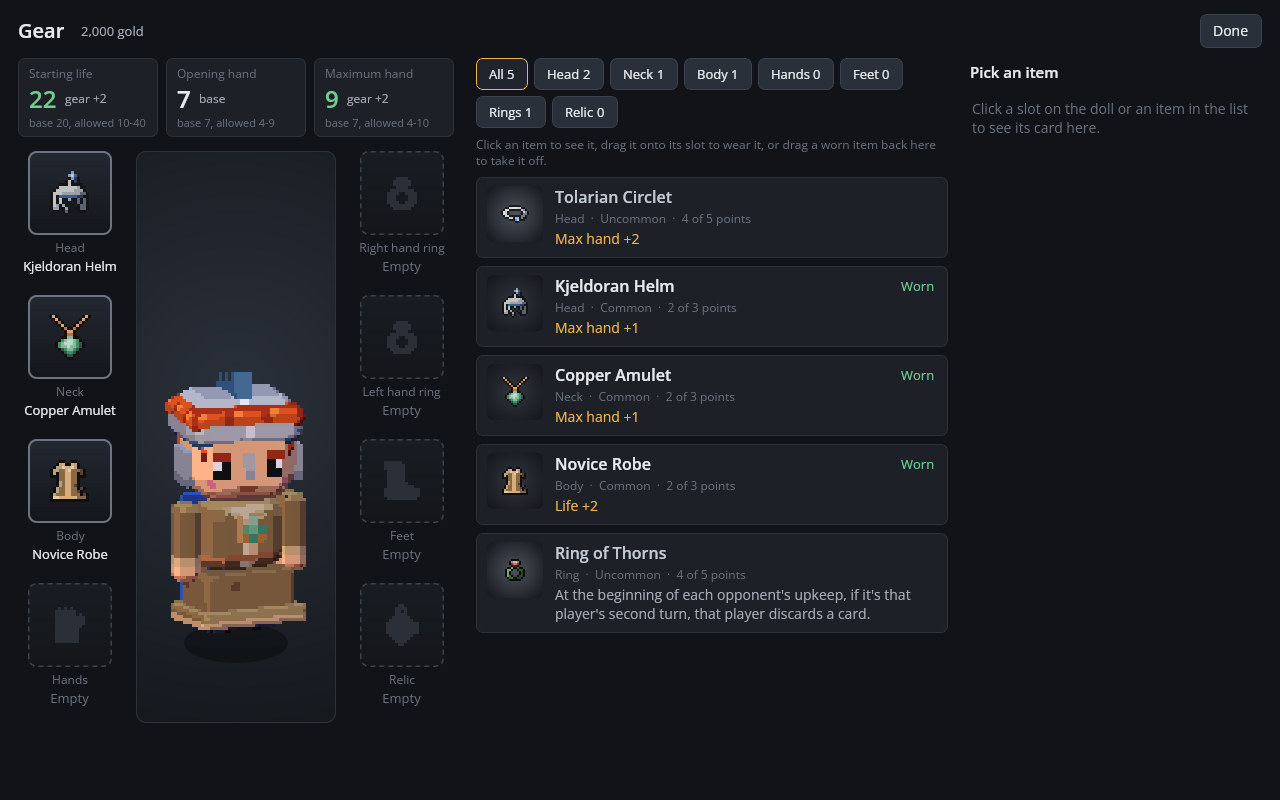 Gear 2,000 gold Done
Starting life
22 gear +2
base 20, allowed 10-40
Opening hand
7 base
base 7, allowed 4-9
Maximum hand
9 gear +2
base 7, allowed 4-10
Head
Kjeldoran Helm
Neck
Copper Amulet
Body
Novice Robe
Hands
Empty
Right hand ring
Empty
Left hand ring
Empty
Feet
Empty
Relic
Empty
All 5 Head 2 Neck 1 Body 1 Hands 0 Feet 0
Rings 1 Relic 0
Click an item to see it, drag it onto its slot to wear it, or drag a worn item back here
to take it off.
Tolarian Circlet
Head · Uncommon · 4 of 5 points
Max hand +2
Kjeldoran Helm Worn
Head · Common · 2 of 3 points
Max hand +1
Copper Amulet Worn
Neck · Common · 2 of 3 points
Max hand +1
Novice Robe Worn
Body · Common · 2 of 3 points
Life +2
Ring of Thorns
Ring · Uncommon · 4 of 5 points
At the beginning of each opponent's upkeep, if it's that
player's second turn, that player discards a card.
Pick an item
Click a slot on the doll or an item in the list
to see its card here.